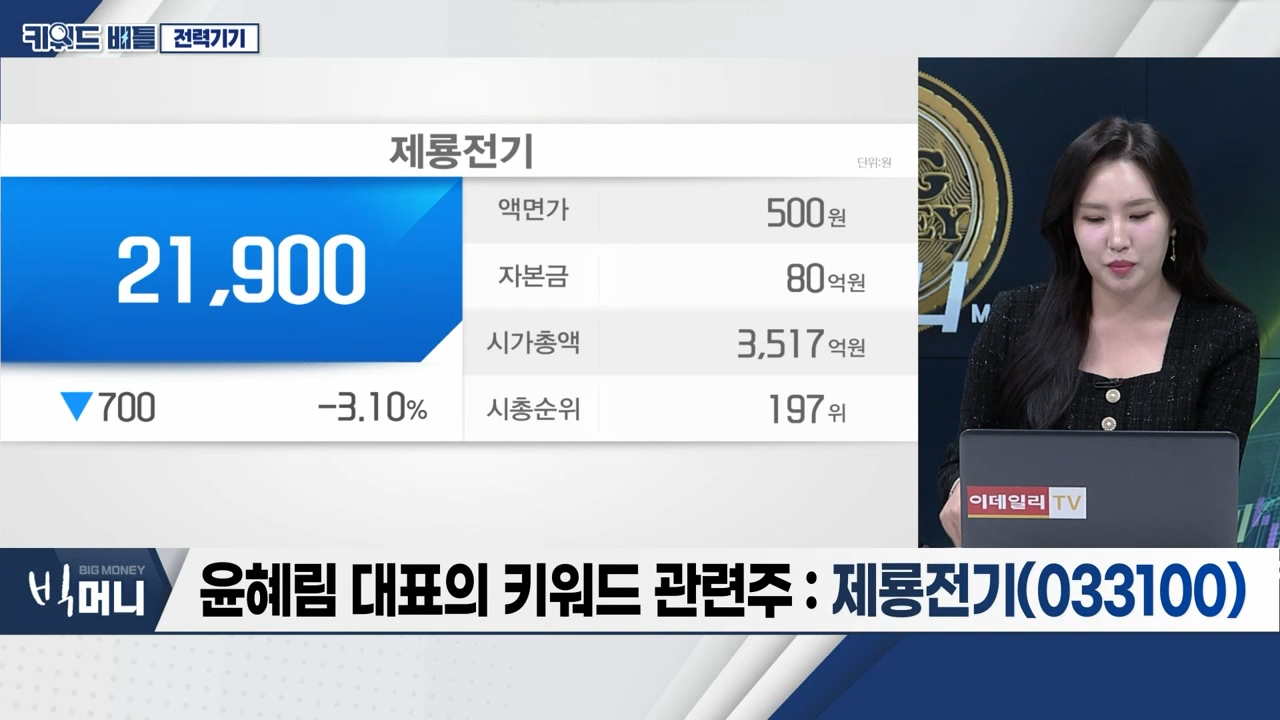 키워드 배틀 전력기기
제룡전기
단위:원
21,900
▼700 -3.10%
액면가 500원
자본금 80억원
시가총액 3,517억원
시총순위 197위
이데일리TV
빅머니 BIG MONEY
윤혜림 대표의 키워드 관련주 : 제룡전기(033100)